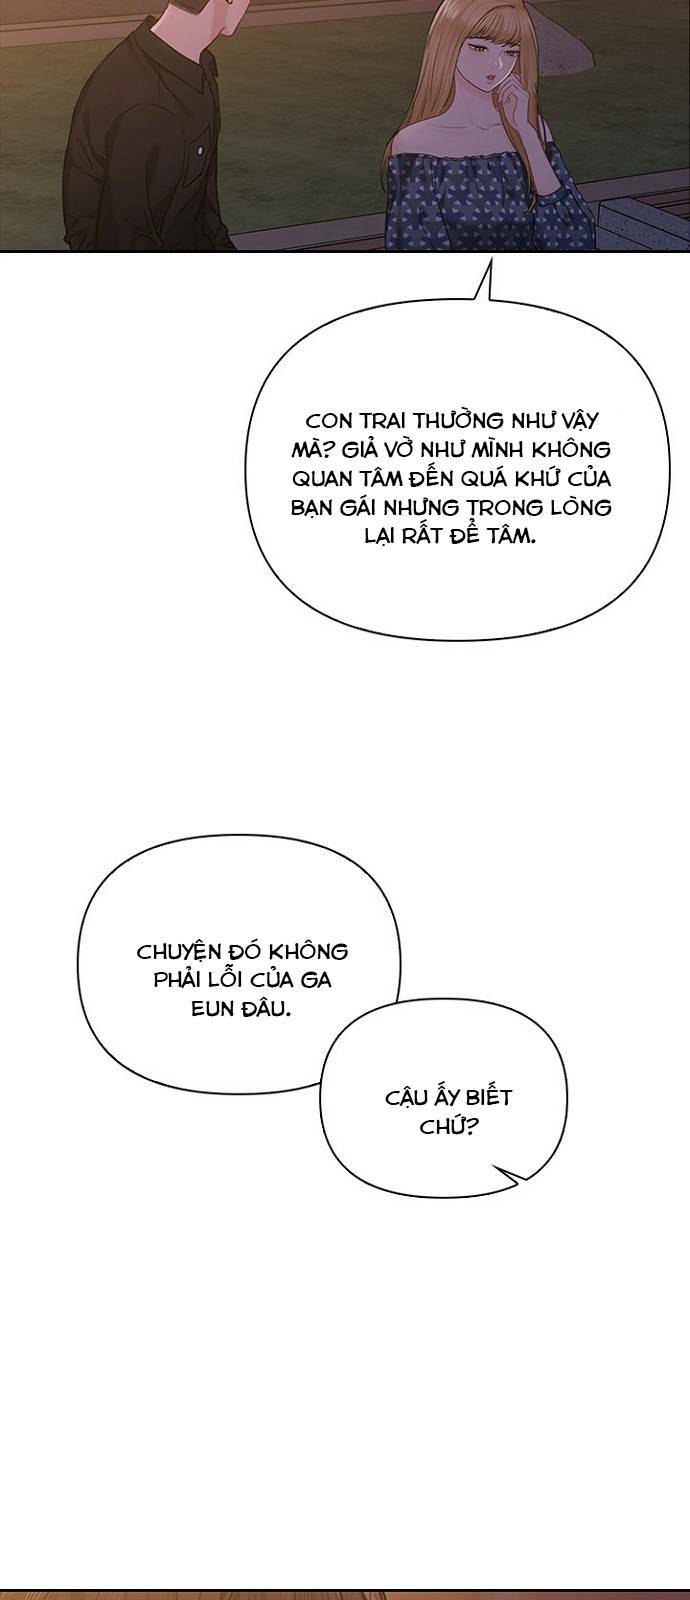 CON TRAI THƯỜNG NHƯ VẬY
MÀ? GIẢ VỜ NHƯ MÌNH KHÔNG
QUAN TÂM ĐẾN QUÁ KHỨ CỦA
BẠN GÁI NHƯNG TRONG LÒNG
LẠI RẤT ĐỂ TÂM.
CHUYỆN ĐÓ KHÔNG
PHẢI LỖI CỦA GA
EUN ĐÂU.
CẬU ẤY BIẾT
CHỨ?